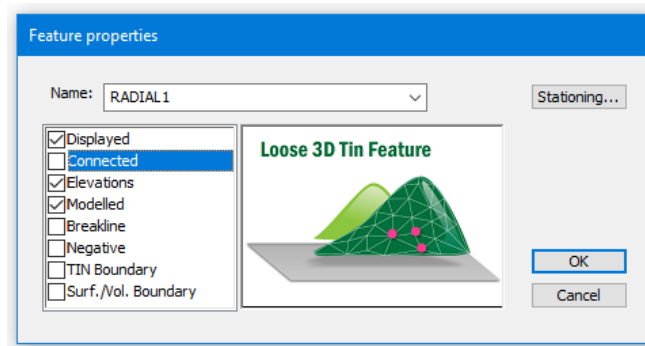 Feature properties
Name: RADIAL1 Stationing...
Displayed
Connected
Elevations
Modelled
Breakline
Negative
TIN Boundary
Surf./Vol. Boundary
Loose 3D Tin Feature
OK
Cancel